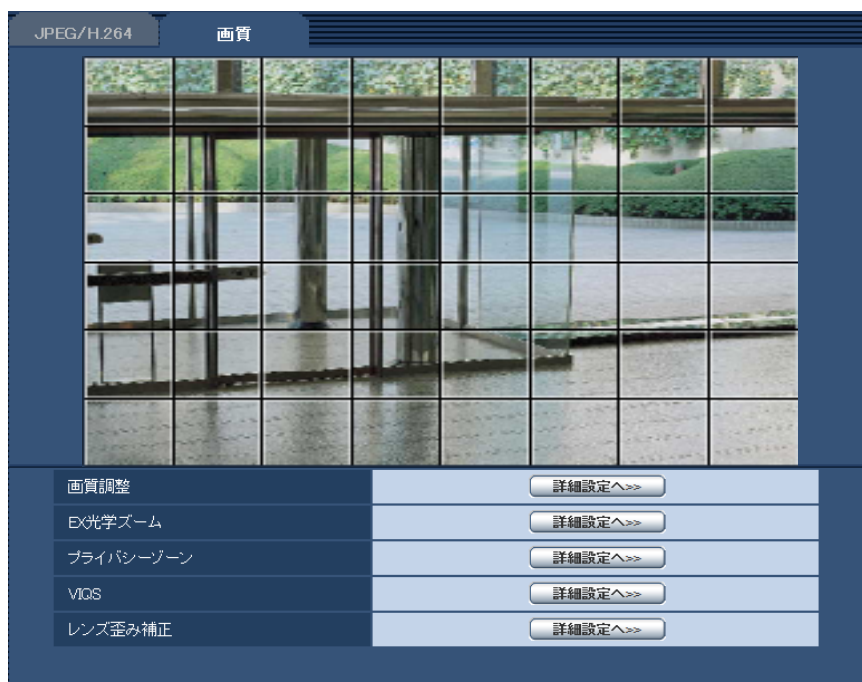 JPEG/H.264 画質
画質調整 詳細設定へ>>
EX光学ズーム 詳細設定へ>>
プライバシーゾーン 詳細設定へ>>
VIQS 詳細設定へ>>
レンズ歪み補正 詳細設定へ>>